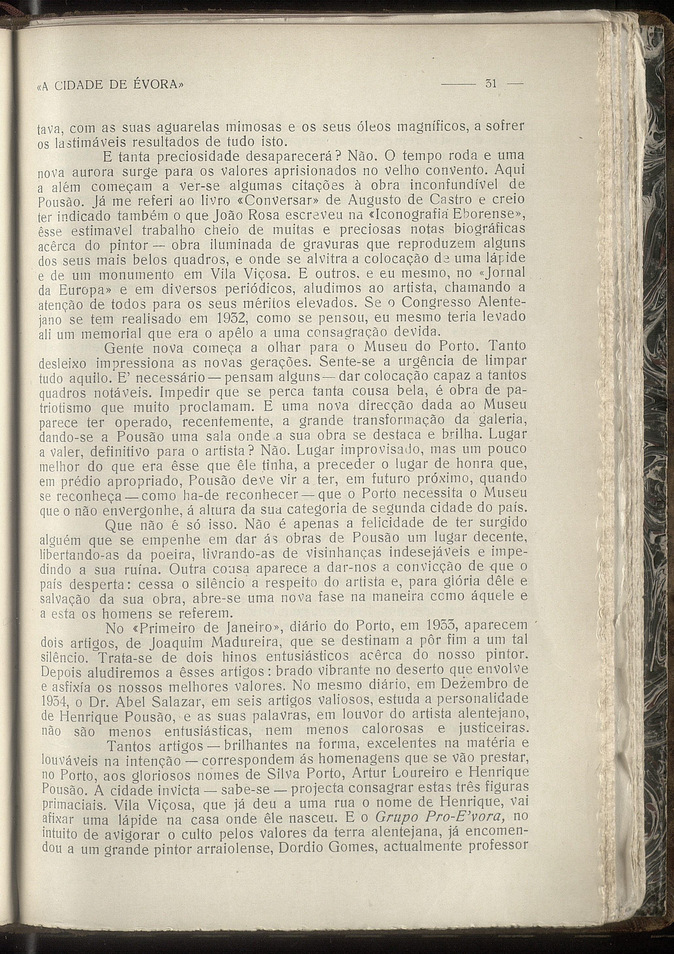 «A CIDADE DE ÉVORA» —— 31 —
tava, com as suas aguarelas mimosas e os seus óleos magníficos, a sofrer
os lastimáveis resultados de tudo isto.
E tanta preciosidade desaparecerá? Não. O tempo roda e uma
nova aurora surge para os valores aprisionados no velho convento. Aqui
a além começam a ver-se algumas citações à obra inconfundível de
Pousão. Já me referi ao livro «Conversar» de Augusto de Castro e creio
ter indicado também o que João Rosa escreveu na «Iconografia Eborense»,
êsse estimavel trabalho cheio de muitas e preciosas notas biográficas
acêrca do pintor — obra iluminada de gravuras que reproduzem alguns
dos seus mais belos quadros, e onde se alvitra a colocação de uma lápide
e de um monumento em Vila Viçosa. E outros. e eu mesmo, no «Jornal
da Europa» e em diversos periódicos, aludimos ao artista, chamando a
atenção de todos para os seus méritos elevados. Se o Congresso Alente-
jano se tem realisado em 1932, como se pensou, eu mesmo teria levado
ali um memorial que era o apêlo a uma consagração devida.
Gente nova começa a olhar para o Museu do Porto. Tanto
desleixo impressiona as novas gerações. Sente-se a urgência de limpar
tudo aquilo. E' necessário — pensam alguns — dar colocação capaz a tantos
quadros notáveis. Impedir que se perca tanta cousa bela, é obra de pa-
triotismo que muito proclamam. E uma nova direcção dada ao Museu
parece ter operado, recentemente, a grande transformação da galeria,
dando-se a Pousão uma sala onde a sua obra se destaca e brilha. Lugar
a valer, definitivo para o artista? Não. Lugar improvisado, mas um pouco
melhor do que era êsse que êle tinha, a preceder o lugar de honra que,
em prédio apropriado, Pousão deve vir a ter, em futuro próximo, quando
se reconheça — como ha-de reconhecer — que o Porto necessita o Museu
que o não envergonhe, á altura da sua categoria de segunda cidade do país.
Que não é só isso. Não é apenas a felicidade de ter surgido
alguém que se empenhe em dar ás obras de Pousão um lugar decente,
libertando-as da poeira, livrando-as de visinhanças indesejáveis e impe-
dindo a sua ruína. Outra cousa aparece a dar-nos a convicção de que o
país desperta: cessa o silêncio a respeito do artista e, para glória dêle e
salvação da sua obra, abre-se uma nova fase na maneira como áquele e
a esta os homens se referem.
No «Primeiro de Janeiro», diário do Porto, em 1933, aparecem
dois artigos, de Joaquim Madureira, que se destinam a pôr fim a um tal
silêncio. Trata-se de dois hinos entusiásticos acêrca do nosso pintor.
Depois aludiremos a êsses artigos: brado vibrante no deserto que envolve
e asfixía os nossos melhores valores. No mesmo diário, em Dezembro de
1934, o Dr. Abel Salazar, em seis artigos valiosos, estuda a personalidade
de Henrique Pousão, e as suas palavras, em louvor do artista alentejano,
não são menos entusiásticas, nem menos calorosas e justiceiras.
Tantos artigos — brilhantes na forma, excelentes na matéria e
louváveis na intenção — correspondem ás homenagens que se vão prestar,
no Porto, aos gloriosos nomes de Silva Porto, Artur Loureiro e Henrique
Pousão. A cidade invicta — sabe-se — projecta consagrar estas três figuras
primaciais. Vila Viçosa, que já deu a uma rua o nome de Henrique, vai
afixar uma lápide na casa onde êle nasceu. E o Grupo Pro-E'vora, no
intuito de avigorar o culto pelos valores da terra alentejana, já encomen-
dou a um grande pintor arraiolense, Dordio Gomes, actualmente professor